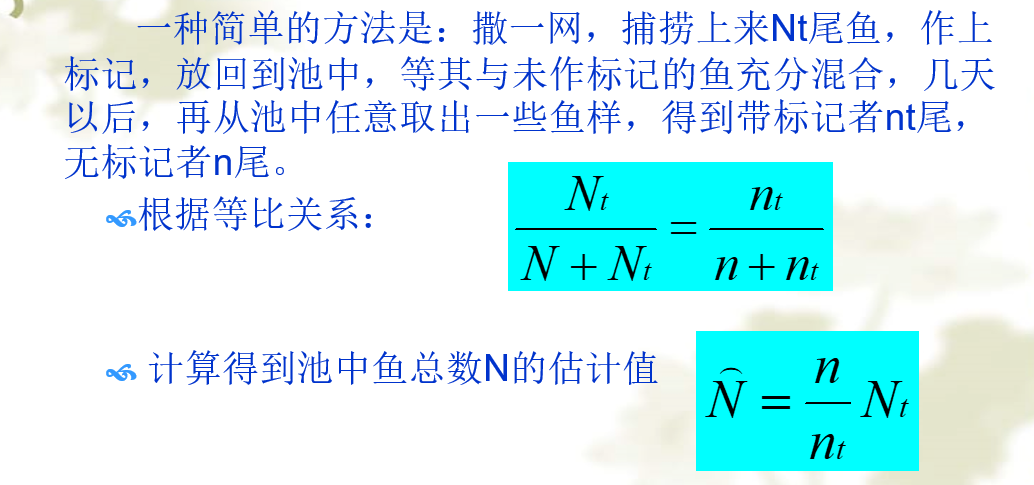 一种简单的方法是：撒一网，捕捞上来Nt尾鱼，作上
标记，放回到池中，等其与未作标记的鱼充分混合，几天
以后，再从池中任意取出一些鱼样，得到带标记者nt尾，
无标记者n尾。
根据等比关系：
N_t / (N + N_t) = n_t / (n + n_t)
计算得到池中鱼总数N的估计值
N̑ = n / n_t N_t